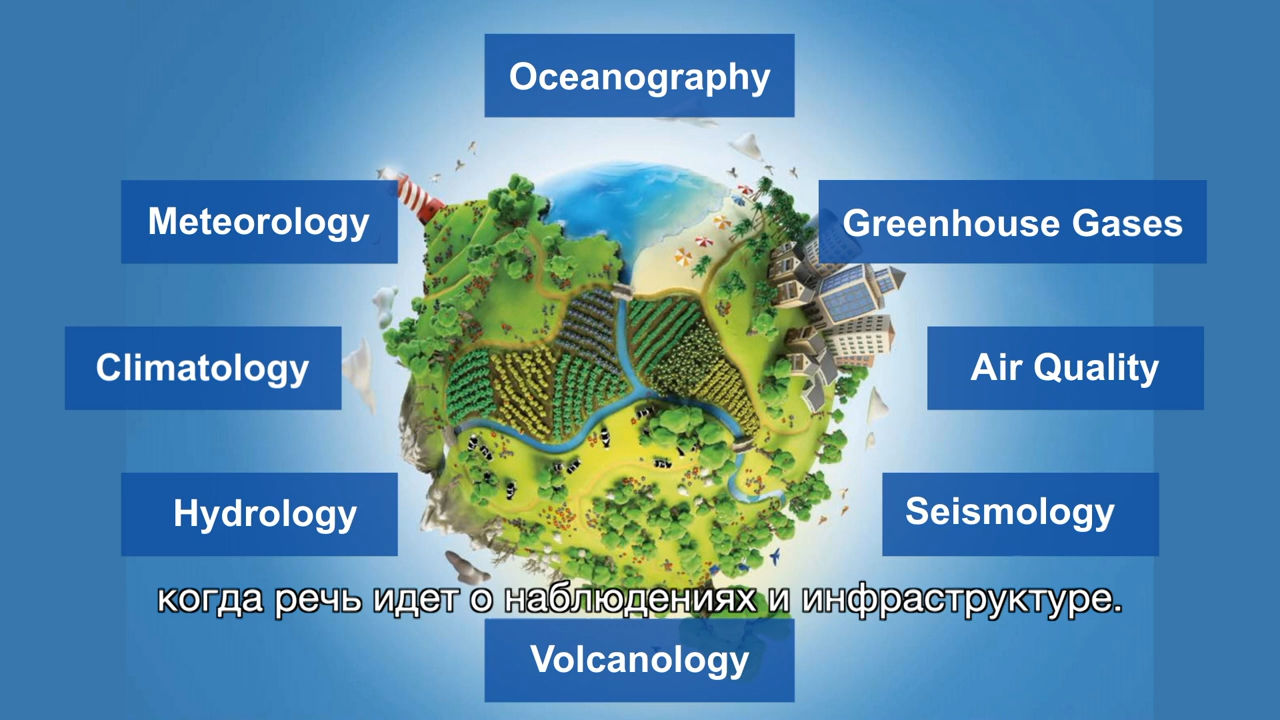 Oceanography
Meteorology
Greenhouse Gases
Climatology
Air Quality
Hydrology
Seismology
когда речь идет о наблюдениях и инфраструктуре.
Volcanology